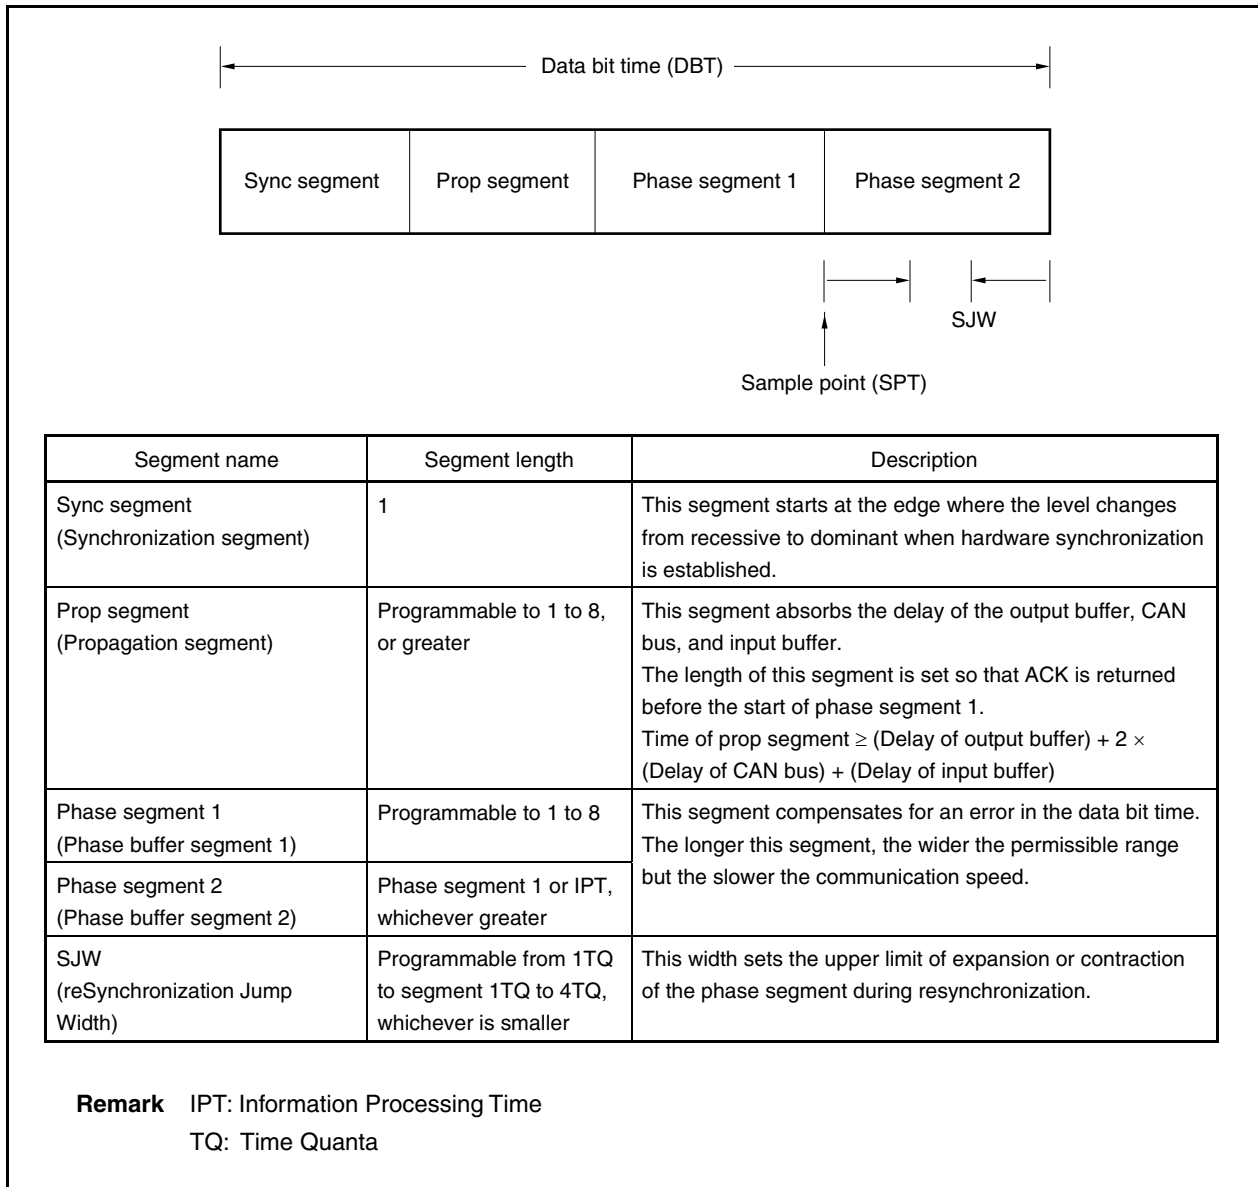 Data bit time (DBT)
Sync segment
Prop segment
Phase segment 1
Phase segment 2
SJW
Sample point (SPT)
Segment name
Segment length
Description
Sync segment
(Synchronization segment)
1
This segment starts at the edge where the level changes
from recessive to dominant when hardware synchronization
is established.
Prop segment
(Propagation segment)
Programmable to 1 to 8,
or greater
This segment absorbs the delay of the output buffer, CAN
bus, and input buffer.
The length of this segment is set so that ACK is returned
before the start of phase segment 1.
Time of prop segment ≥ (Delay of output buffer) + 2 ×
(Delay of CAN bus) + (Delay of input buffer)
Phase segment 1
(Phase buffer segment 1)
Programmable to 1 to 8
This segment compensates for an error in the data bit time.
The longer this segment, the wider the permissible range
but the slower the communication speed.
Phase segment 2
(Phase buffer segment 2)
Phase segment 1 or IPT,
whichever greater
SJW
(reSynchronization Jump
Width)
Programmable from 1TQ
to segment 1TQ to 4TQ,
whichever is smaller
This width sets the upper limit of expansion or contraction
of the phase segment during resynchronization.
Remark IPT: Information Processing Time
TQ: Time Quanta